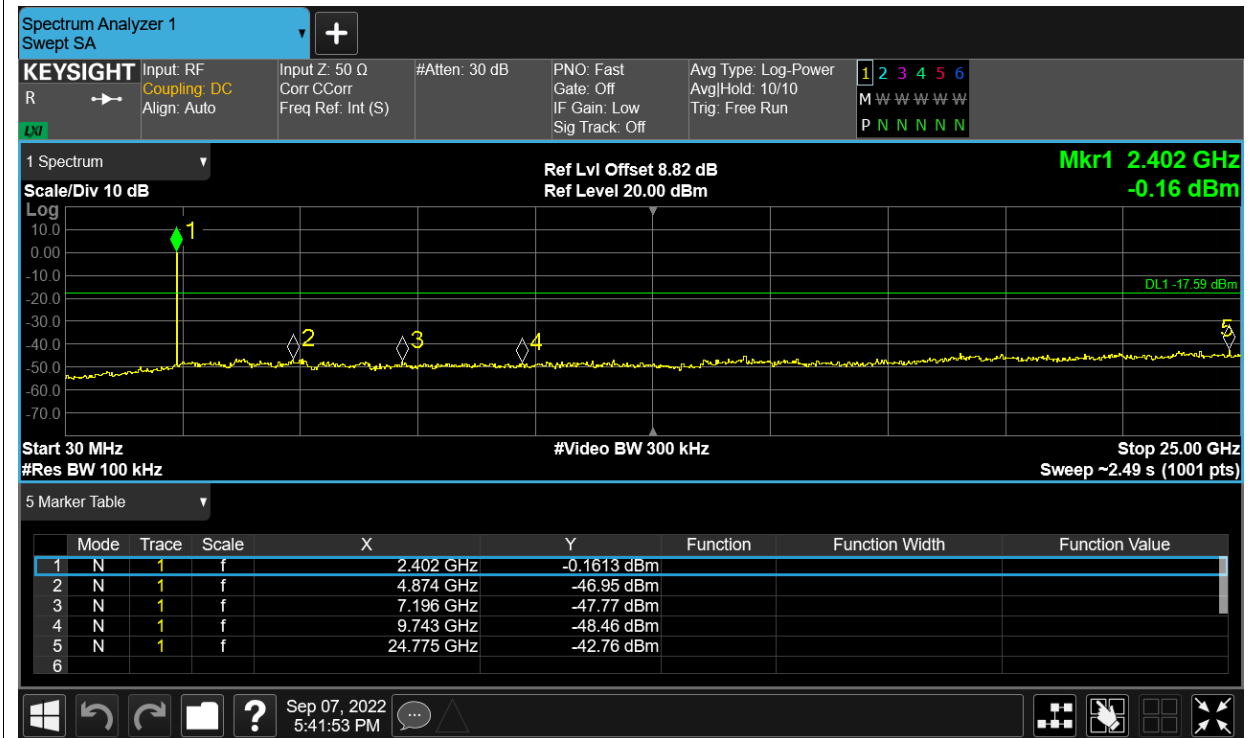 Spectrum Analyzer 1
Swept SA
KEYSIGHT
R
LXI
Input: RF
Coupling: DC
Align: Auto
Input Z: 50 Ω
Corr CCorr
Freq Ref: Int (S)
#Atten: 30 dB
PNO: Fast
Gate: Off
IF Gain: Low
Sig Track: Off
Avg Type: Log-Power
Avg|Hold: 10/10
Trig: Free Run
1 2 3 4 5 6
M W W W W W
P N N N N N
1 Spectrum
Scale/Div 10 dB
Ref Lvl Offset 8.82 dB
Ref Level 20.00 dBm
Mkr1 2.402 GHz
-0.16 dBm
Log
10.0
0.00
-10.0
-20.0
-30.0
-40.0
-50.0
-60.0
-70.0
1
2
3
4
5
DL1 -17.59 dBm
Start 30 MHz
#Res BW 100 kHz
#Video BW 300 kHz
Stop 25.00 GHz
Sweep ~2.49 s (1001 pts)
5 Marker Table
Mode Trace Scale X Y Function Function Width Function Value
1 N 1 f 2.402 GHz -0.1613 dBm
2 N 1 f 4.874 GHz -46.95 dBm
3 N 1 f 7.196 GHz -47.77 dBm
4 N 1 f 9.743 GHz -48.46 dBm
5 N 1 f 24.775 GHz -42.76 dBm
6
?
Sep 07, 2022
5:41:53 PM